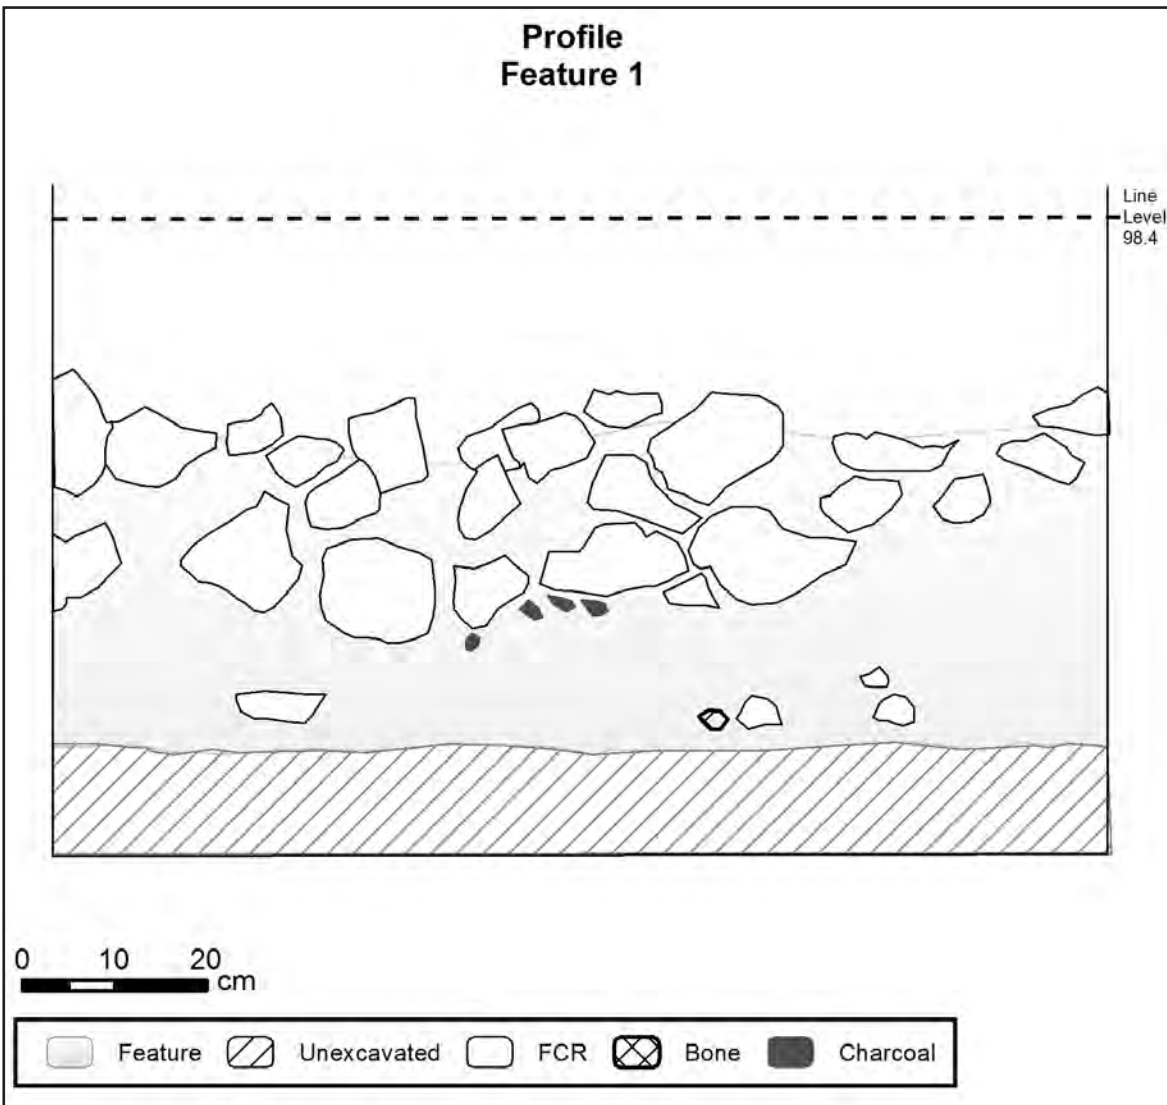 Profile
Feature 1
Line
Level
98.4
0 10 20
cm
Feature Unexcavated FCR Bone Charcoal